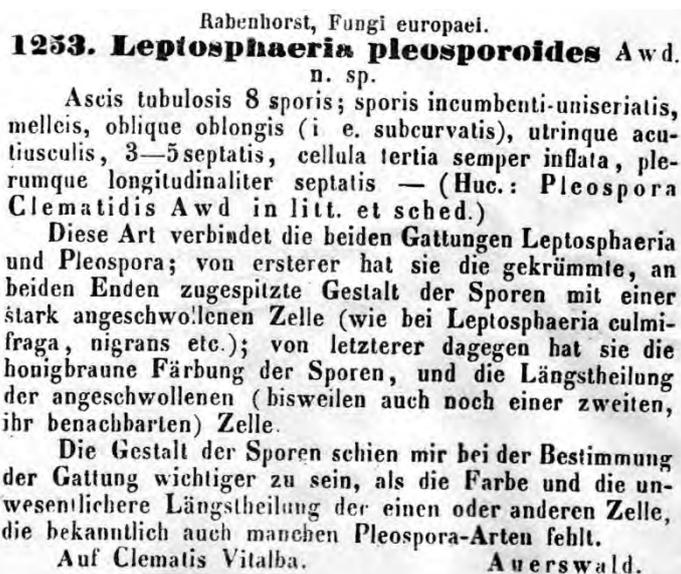 Rabenhorst, Fungi europaei.
1253. Leptosphaeria pleosporoides Awd.
n. sp.
Ascis tubulosis 8 sporis; sporis incumbenti-uniserialis,
melleis, oblique oblongis (i e. subcurvatis), utrinque acu-
tiusculis, 3—5septatis, cellula tertia semper inflata, ple-
rumque longitudinaliter septatis — (Huc.: Pleospora
Clematidis Awd in litt. et sched.)
Diese Art verbindet die beiden Gattungen Leptosphaeria
und Pleospora; von ersterer hat sie die gekrümmte, an
beiden Enden zugespitzte Gestalt der Sporen mit einer
stark angeschwollenen Zelle (wie bei Leptosphaeria culmi-
fraga, nigrans etc.); von letzterer dagegen hat sie die
honigbraune Färbung der Sporen, und die Längstheilung
der angeschwollenen (bisweilen auch noch einer zweiten,
ihr benachbarten) Zelle.
Die Gestalt der Sporen schien mir bei der Bestimmung
der Gattung wichtiger zu sein, als die Farbe und die un-
wesentlichere Längstheilung der einen oder anderen Zelle,
die bekanntlich auch manchen Pleospora-Arten fehlt.
Auf Clematis Vitalba. Auerswald.